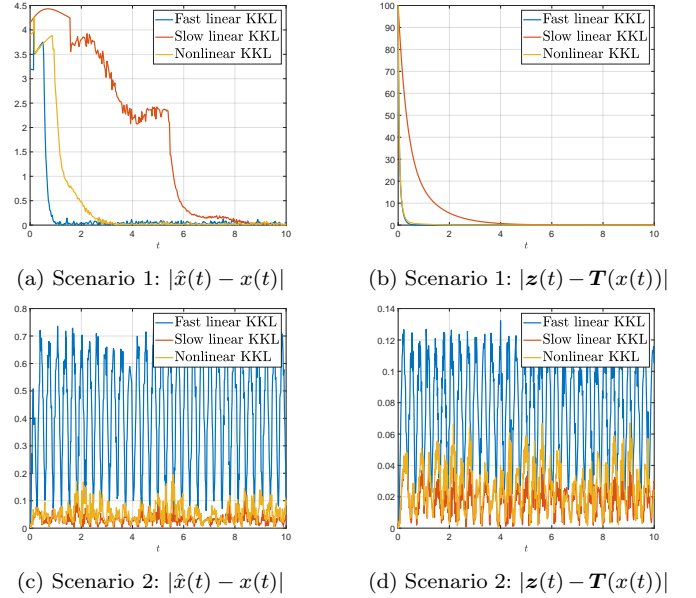 4.5
4
3.5
3
2.5
2
1.5
1
0.5
0
0 2 4 6 8 10
t
Fast linear KKL
Slow linear KKL
Nonlinear KKL
(a) Scenario 1: |x̂(t) − x(t)|
100
90
80
70
60
50
40
30
20
10
0
0 2 4 6 8 10
t
Fast linear KKL
Slow linear KKL
Nonlinear KKL
(b) Scenario 1: |z(t) − T(x(t))|
0.8
0.7
0.6
0.5
0.4
0.3
0.2
0.1
0
0 2 4 6 8 10
t
Fast linear KKL
Slow linear KKL
Nonlinear KKL
(c) Scenario 2: |x̂(t) − x(t)|
0.14
0.12
0.1
0.08
0.06
0.04
0.02
0
0 2 4 6 8 10
t
Fast linear KKL
Slow linear KKL
Nonlinear KKL
(d) Scenario 2: |z(t) − T(x(t))|